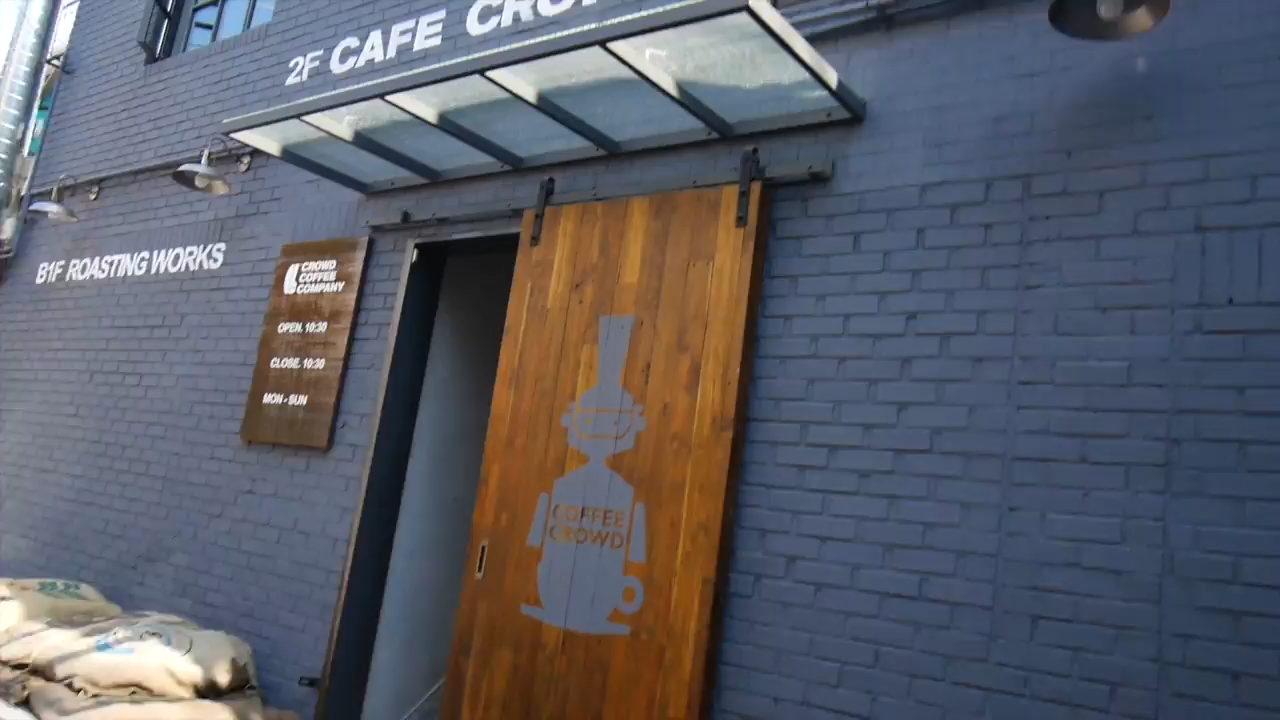 2F CAFE
B1F ROASTING WORKS
CROWD
COFFEE
COMPANY
OPEN. 10:30
CLOSE. 10:30
MON - SUN
COFFEE
CROWD